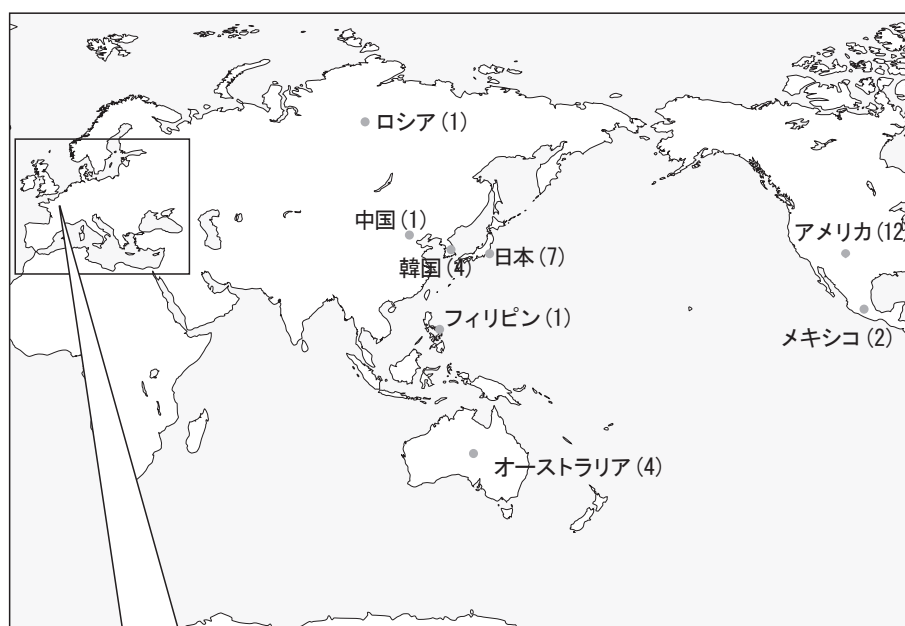 ロシア(1)
中国(1)
韓国(4)
日本(7)
アメリカ(12)
フィリピン(1)
メキシコ(2)
オーストラリア(4)